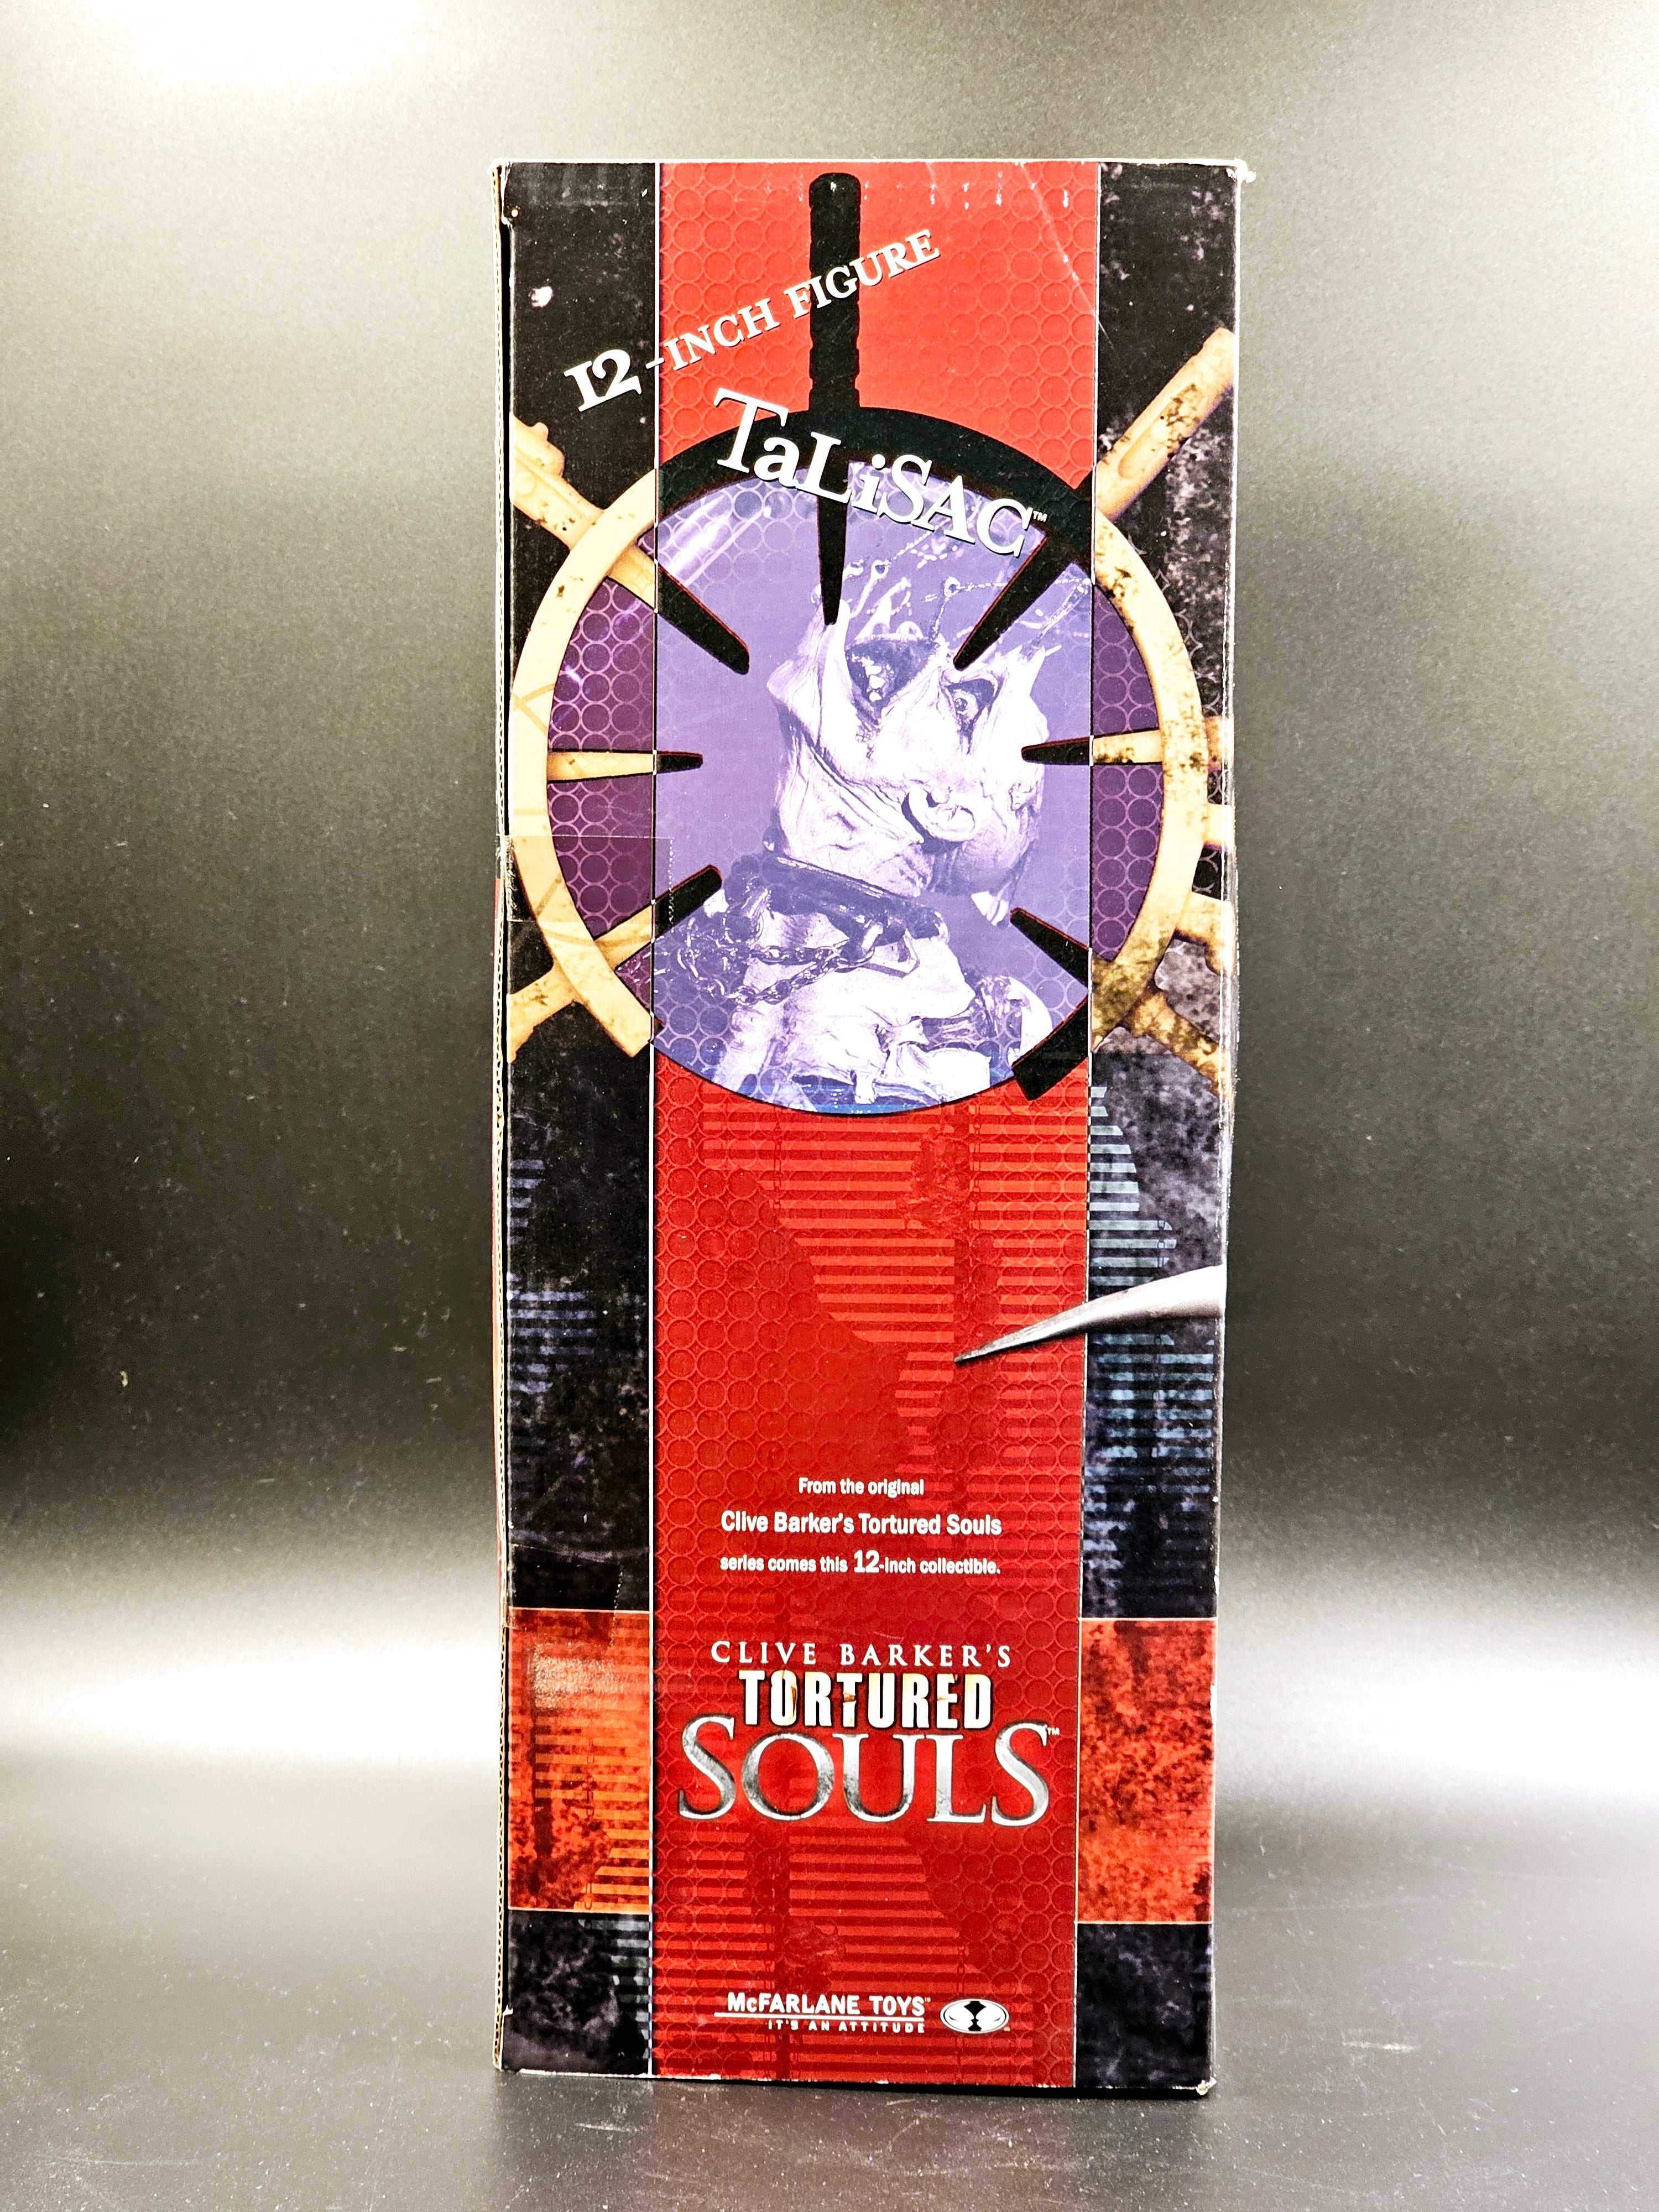 12-INCH FIGURE
TaLiSAC™
From the original
Clive Barker's Tortured Souls
series comes this 12-inch collectible.
CLIVE BARKER'S
TORTURED
SOULS™
McFARLANE TOYS™
IT'S AN ATTITUDE